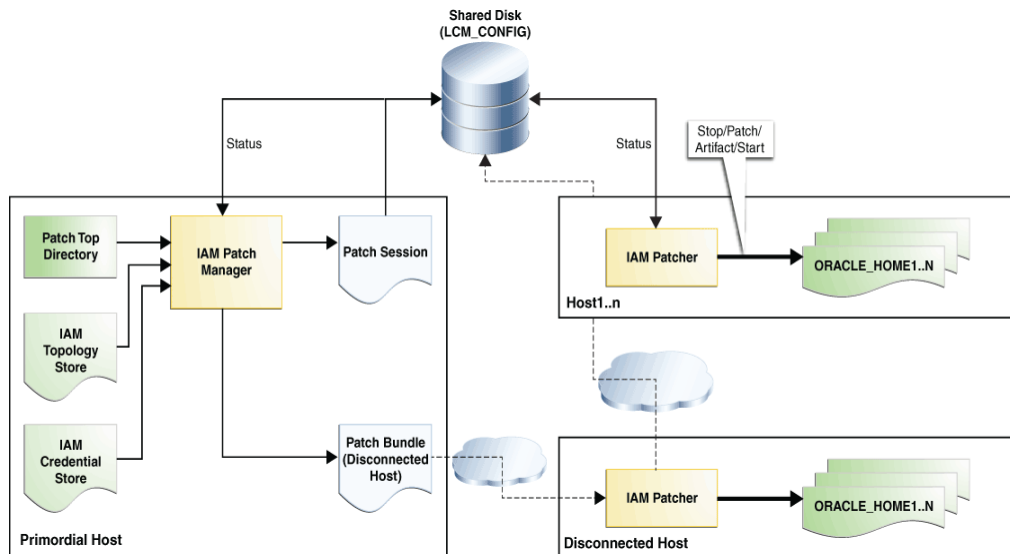 Shared Disk
(LCM_CONFIG)
Status
Status
Stop/Patch/
Artifact/Start
Patch Top
Directory
IAM Patch
Manager
Patch Session
IAM Patcher
ORACLE_HOME1..N
Host1..n
IAM
Topology
Store
IAM
Credential
Store
Patch Bundle
(Disconnected
Host)
IAM Patcher
ORACLE_HOME1..N
Primordial Host
Disconnected Host